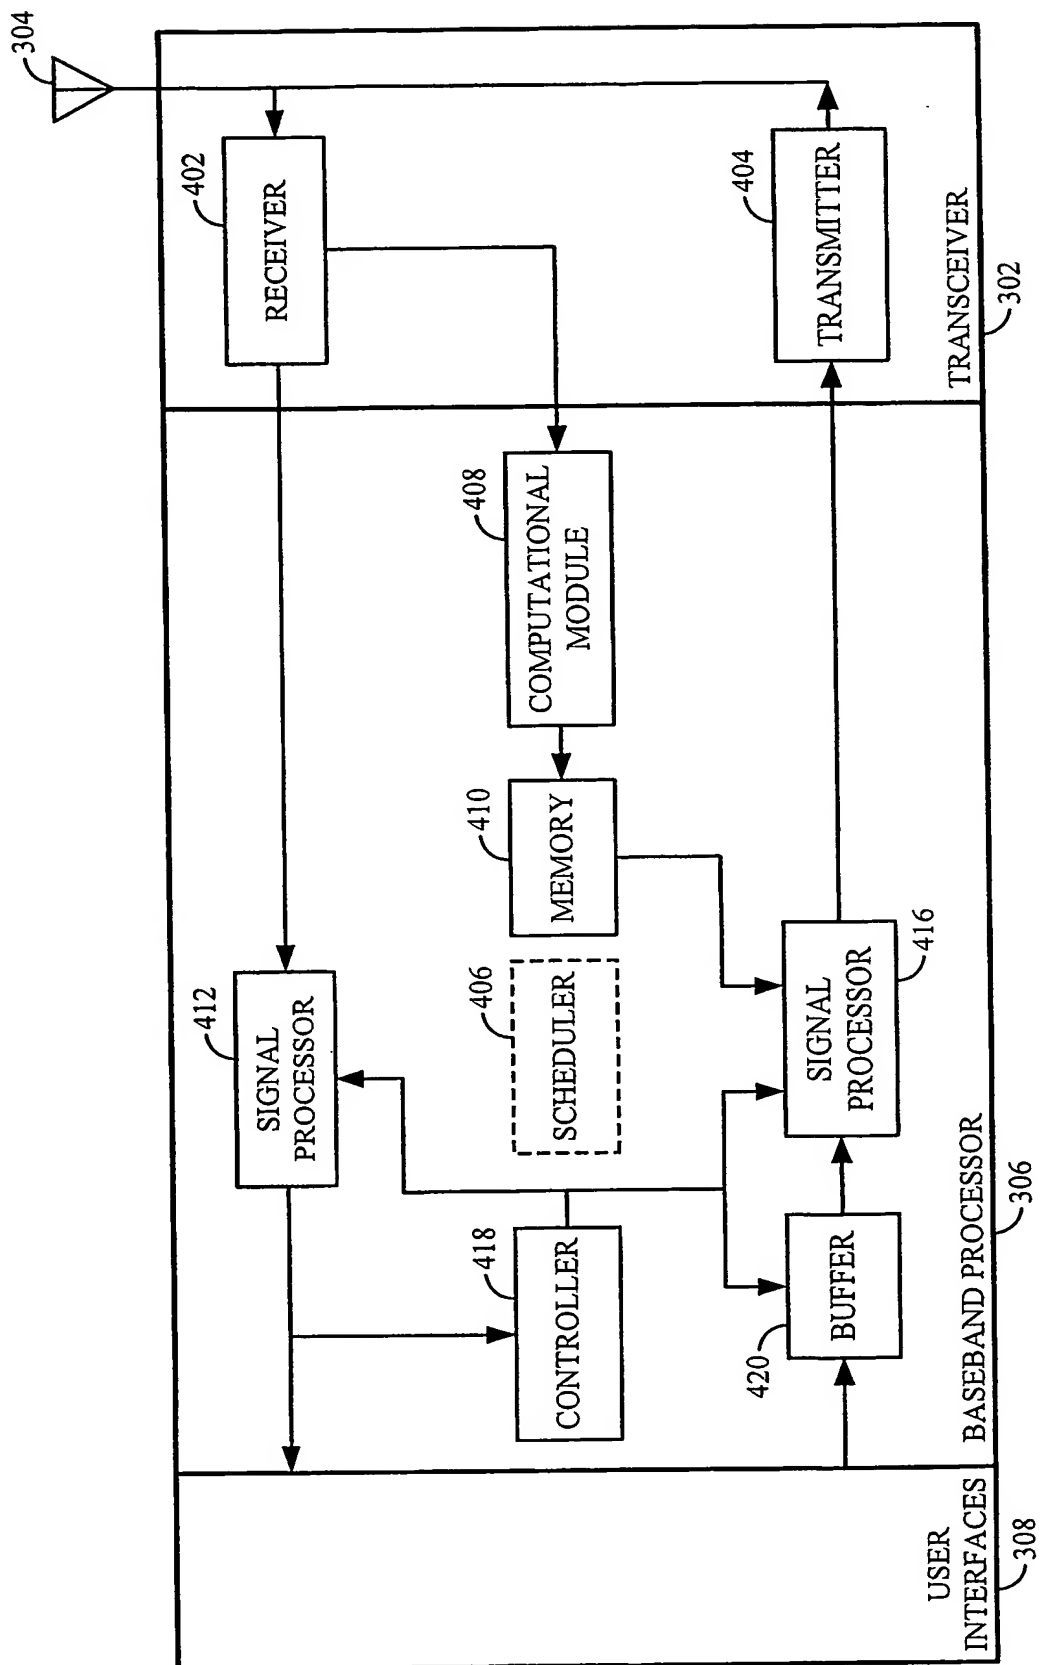 304
402
RECEIVER
404
TRANSMITTER
TRANSCEIVER
302
408
COMPUTATIONAL
MODULE
410
MEMORY
412
SIGNAL
PROCESSOR
406
SCHEDULER
SIGNAL
PROCESSOR
416
418
CONTROLLER
420
BUFFER
BASEBAND PROCESSOR
306
USER
INTERFACES
308